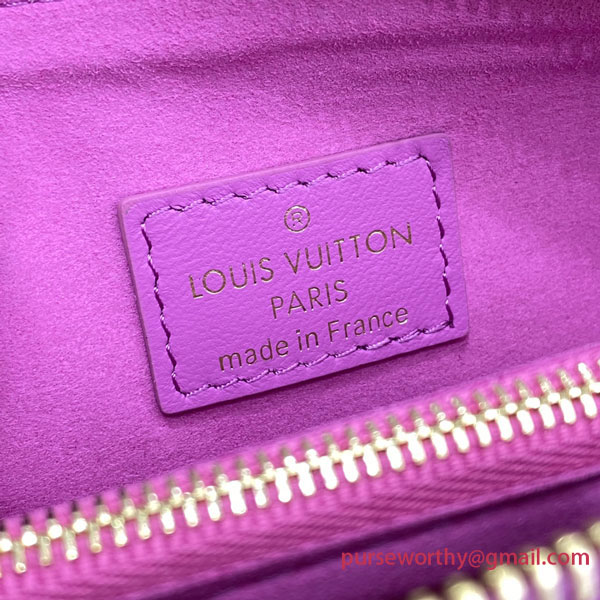 ®
LOUIS VUITTON
PARIS
made in France
purseworthy@gmail.com